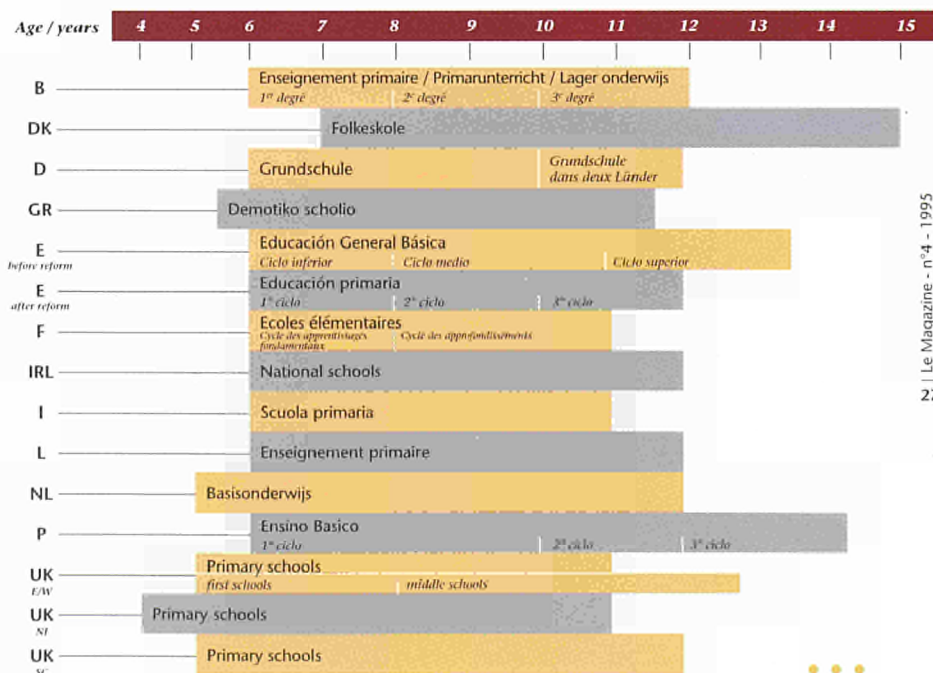 Age / years 4 5 6 7 8 9 10 11 12 13 14 15
B Enseignement primaire / Primarunterricht / Lager onderwijs
1er degré 2e degré 3e degré
DK Folkeskole
D Grundschule Grundschule
dans deux Länder
GR Demotiko scholio
E Educación General Básica
before reform Ciclo inferior Ciclo medio Ciclo superior
E Educación primaria
after reform 1º ciclo 2º ciclo 3º ciclo
F Ecoles élémentaires
Cycle des apprentissages Cycle des approfondissements
fondamentaux
IRL National schools
I Scuola primaria
L Enseignement primaire
NL Basisonderwijs
P Ensino Basico
1º ciclo 2º ciclo 3º ciclo
UK Primary schools
E/W first schools middle schools
UK Primary schools
NI
UK Primary schools
SC
Le Magazine - n°4 - 1995